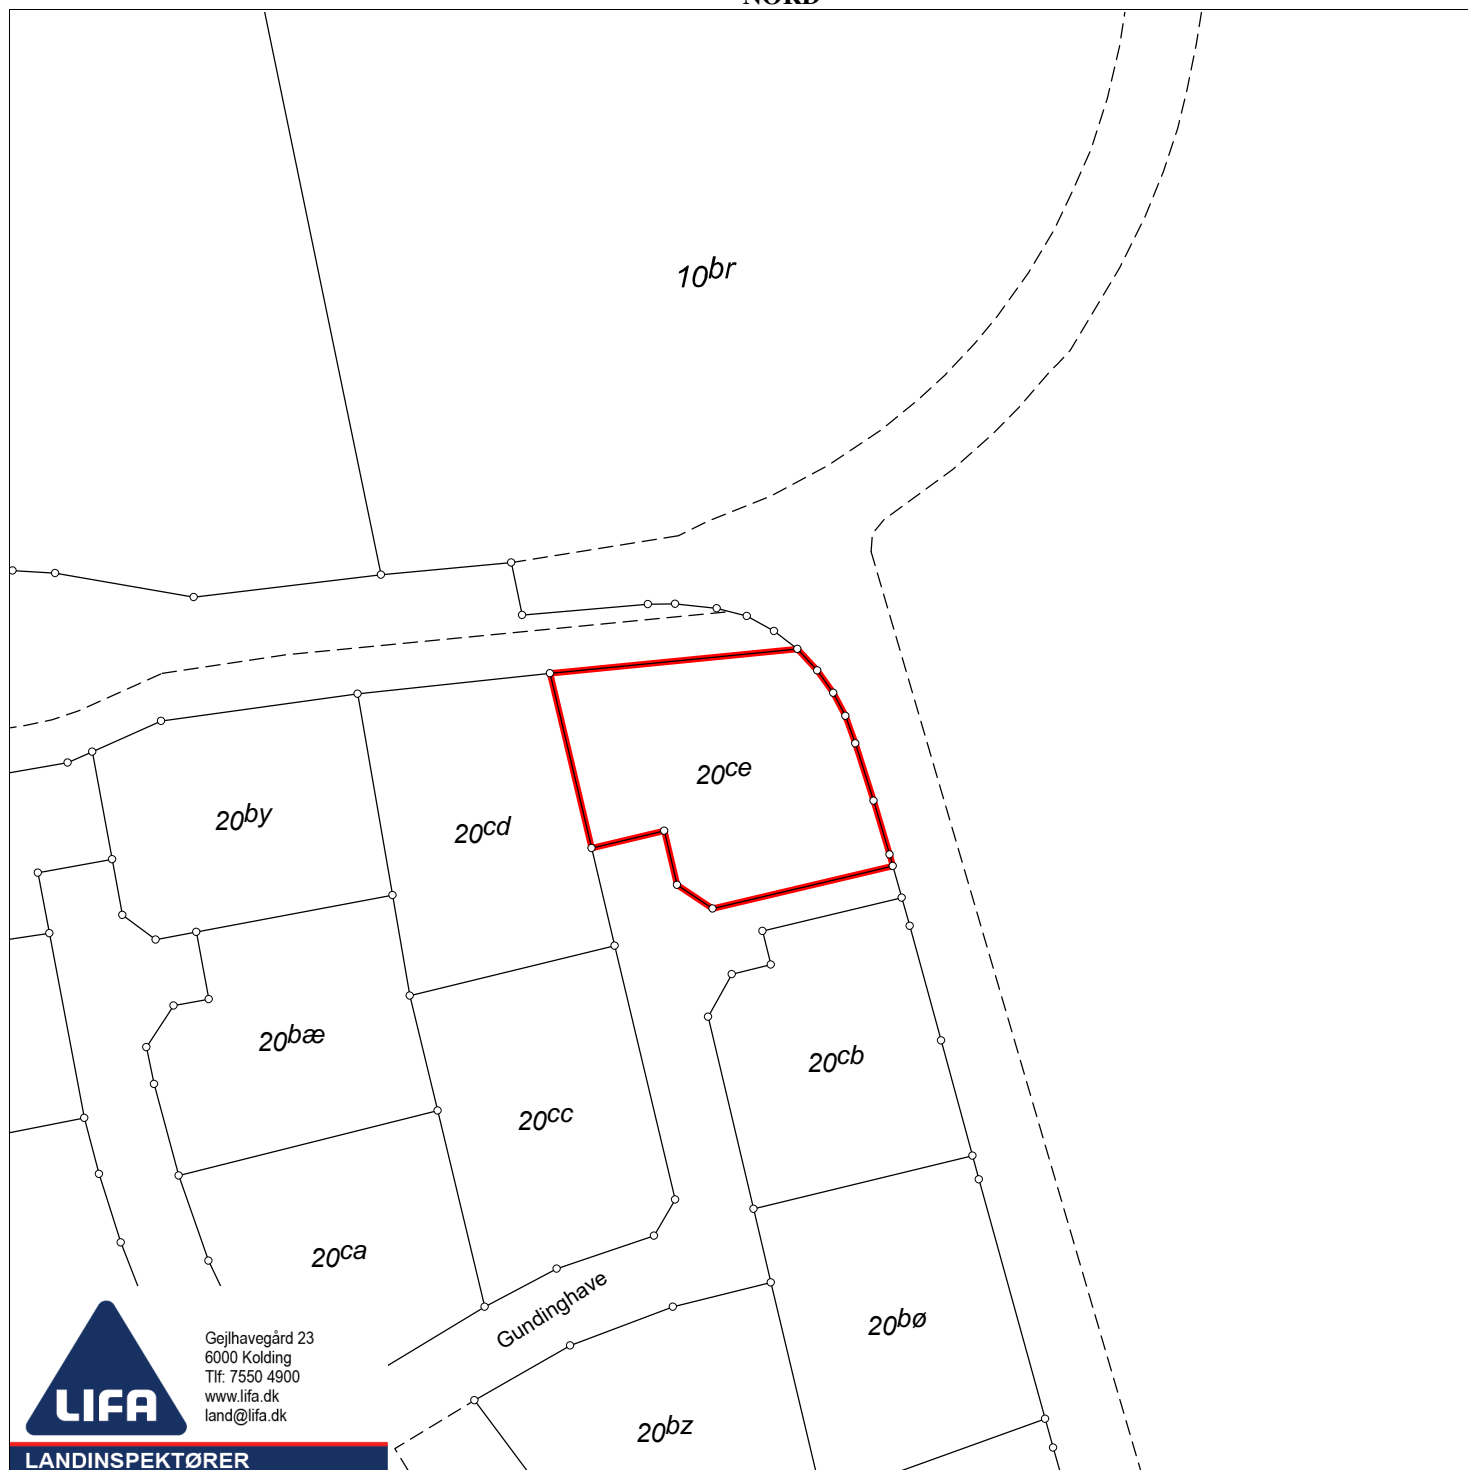 NORD
10br
20ce
20by
20cd
20bæ
20cb
20cc
20ca
Gundinghave
20bø
20bz
Gejlhavegård 23
6000 Kolding
Tlf: 7550 4900
www.lifa.dk
land@lifa.dk
LIFA
LANDINSPEKTØRER